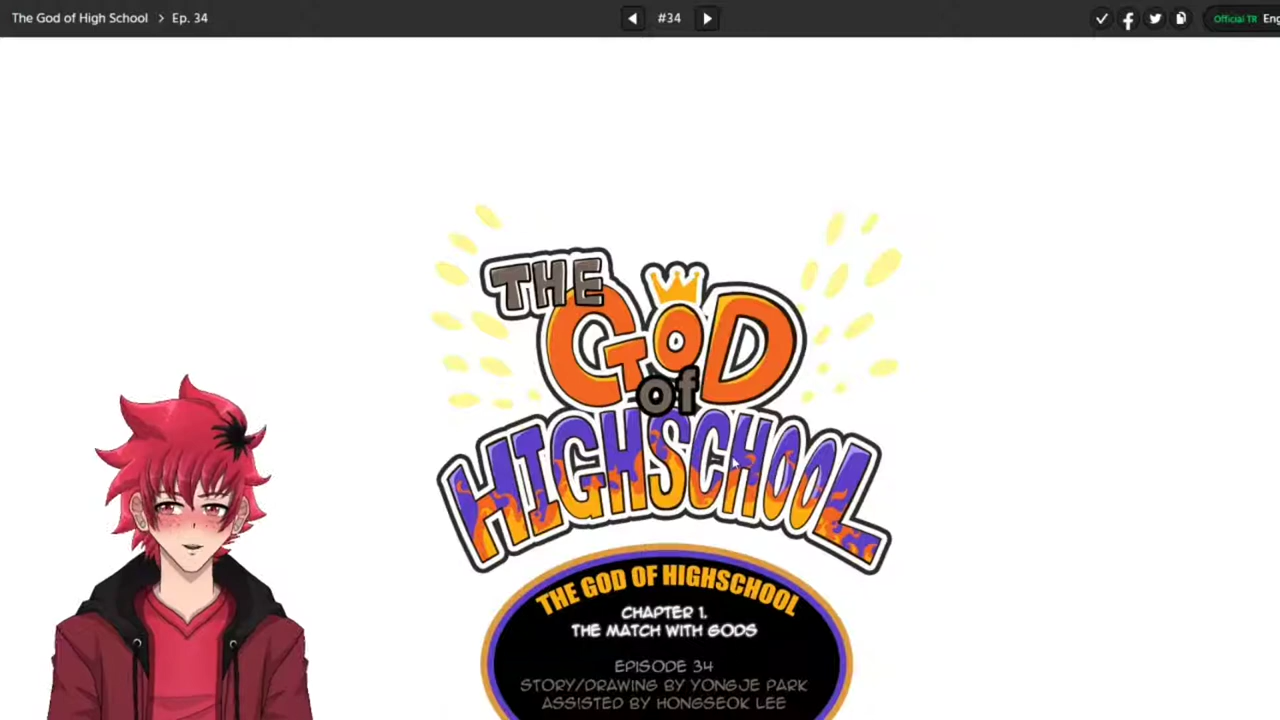 The God of High School > Ep. 34
#34
Official TR Eng
THE
GOD
of
HIGHSCHOOL
THE GOD OF HIGHSCHOOL
CHAPTER 1.
THE MATCH WITH GODS
EPISODE 34
STORY/DRAWING BY YONGJE PARK
ASSISTED BY HONGSEOK LEE